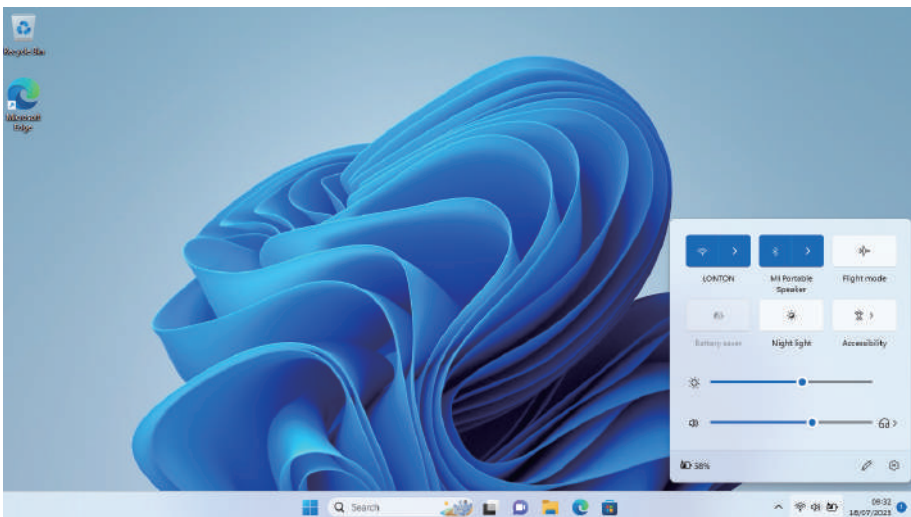 Recycle Bin
Microsoft
Edge
LONTON
Mi Portable
Speaker
Flight mode
Battery saver
Night light
Accessibility
58%
Search
08:32
18/07/2023